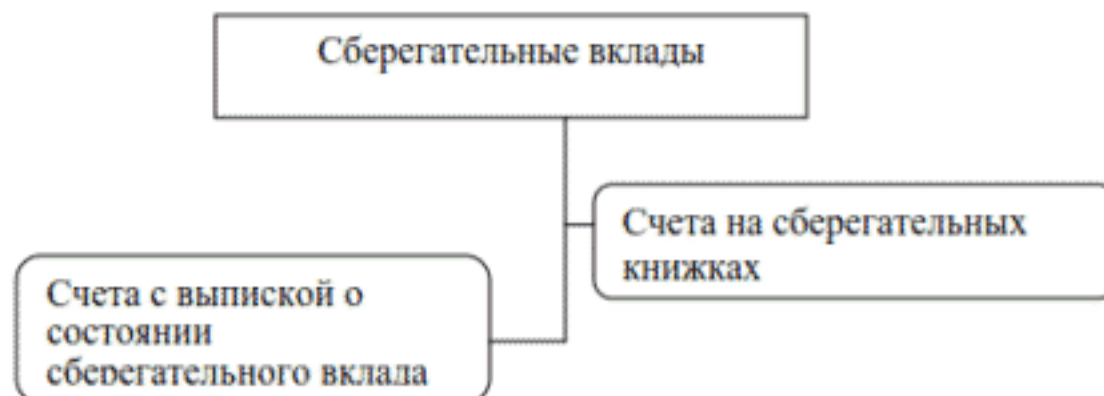 Сберегательные вклады
Счета на сберегательных
книжках
Счета с выпиской о
состоянии
сберегательного вклада